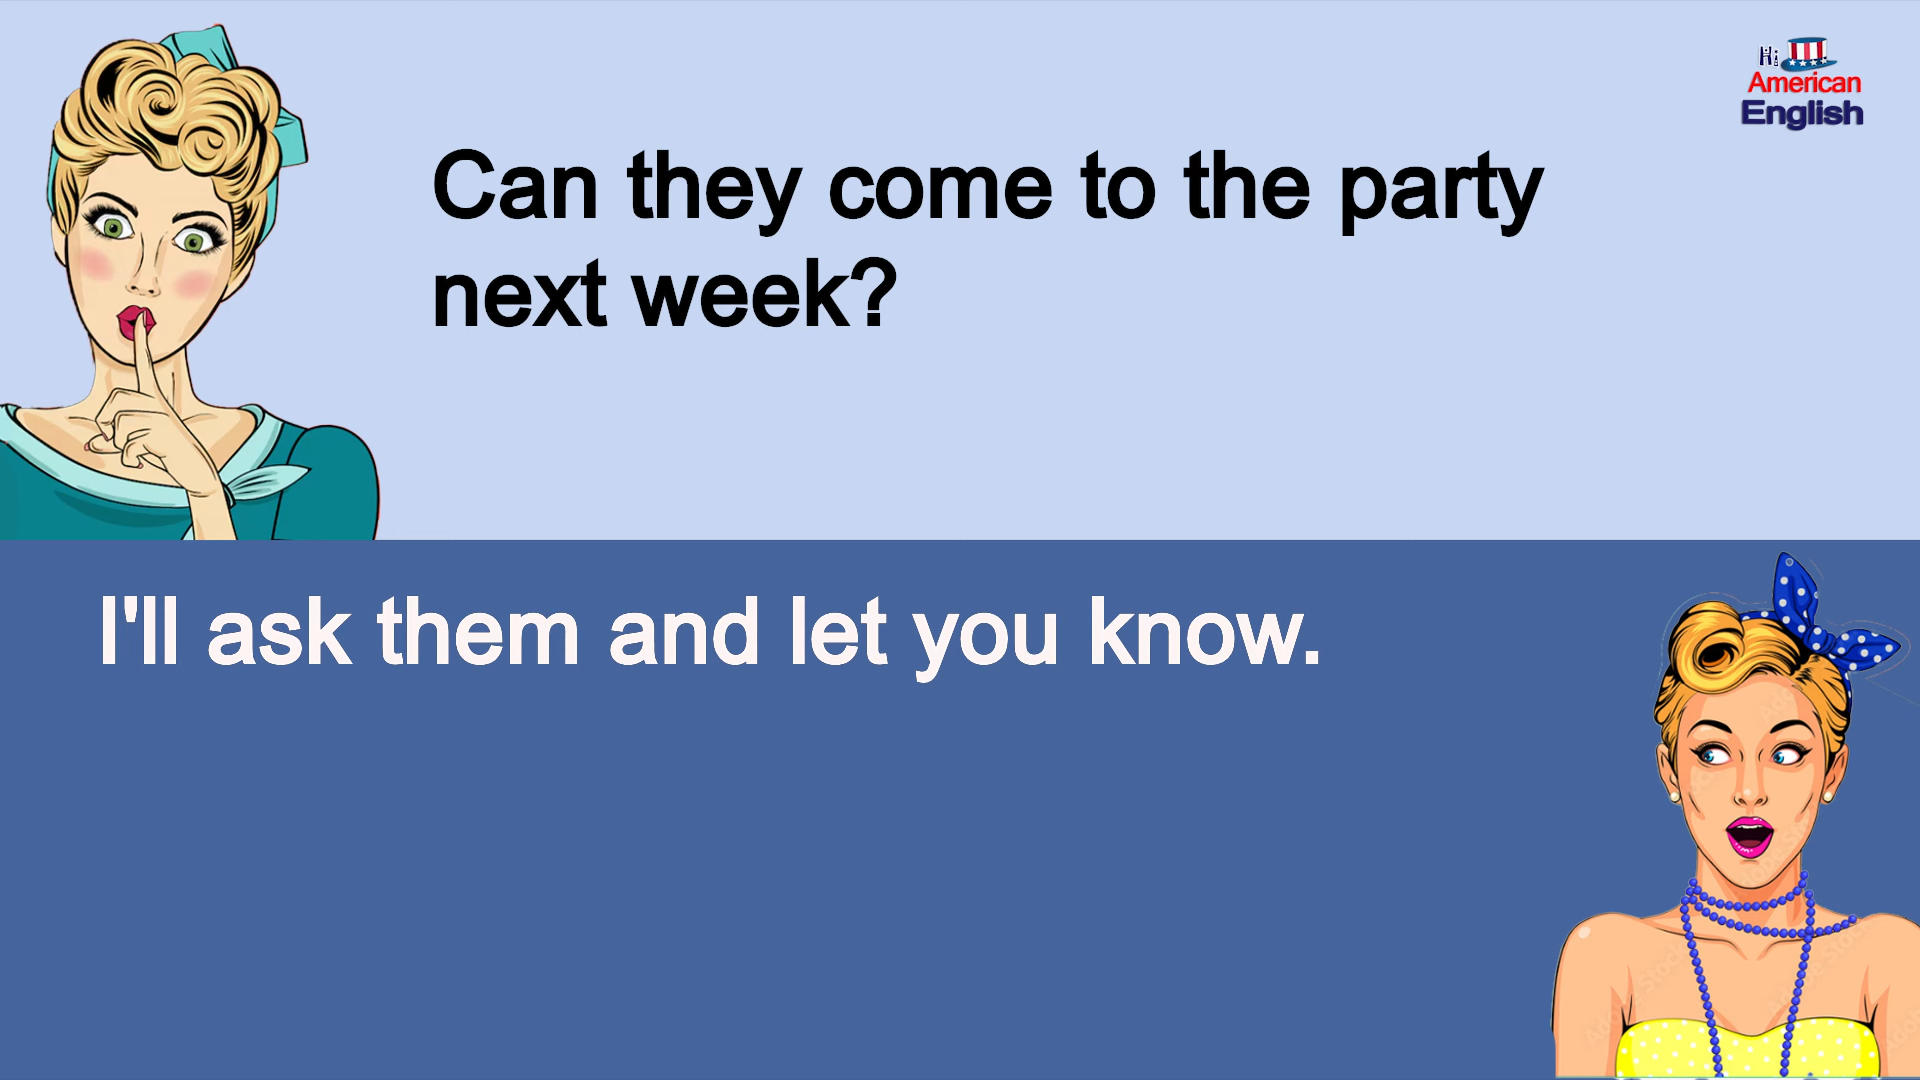 Hi
American
English
Can they come to the party
next week?
I'll ask them and let you know.